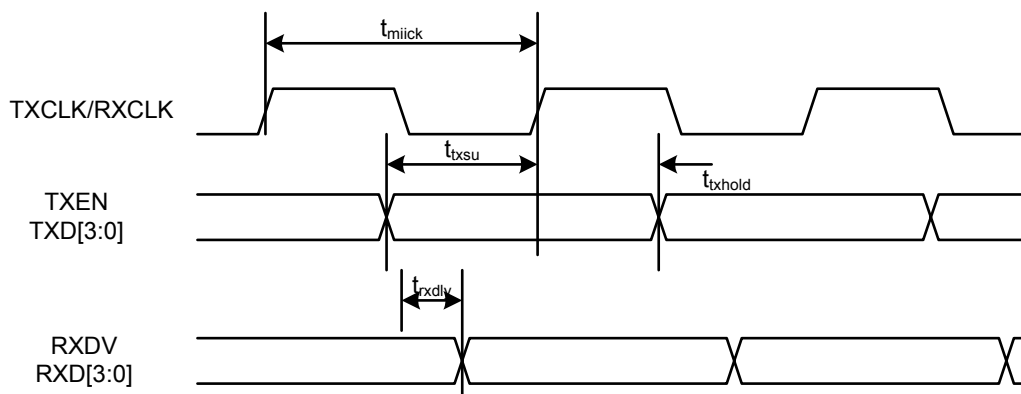 tmiick
TXCLK/RXCLK
ttxsu
ttxhold
TXEN
TXD[3:0]
trxdly
RXDV
RXD[3:0]